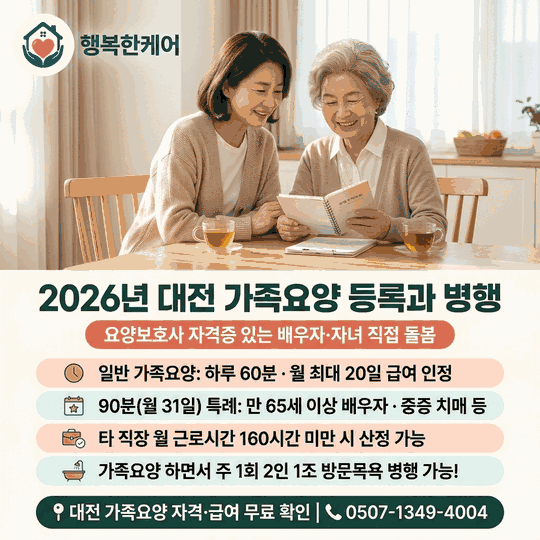 행복한케어
2026년 대전 가족요양 등록과 병행
요양보호사 자격증 있는 배우자·자녀 직접 돌봄
일반 가족요양: 하루 60분 · 월 최대 20일 급여 인정
90분(월 31일) 특례: 만 65세 이상 배우자 · 중증 치매 등
타 직장 월 근로시간 160시간 미만 시 산정 가능
가족요양 하면서 주 1회 2인 1조 방문목욕 병행 가능!
대전 가족요양 자격·급여 무료 확인 | 0507-1349-4004